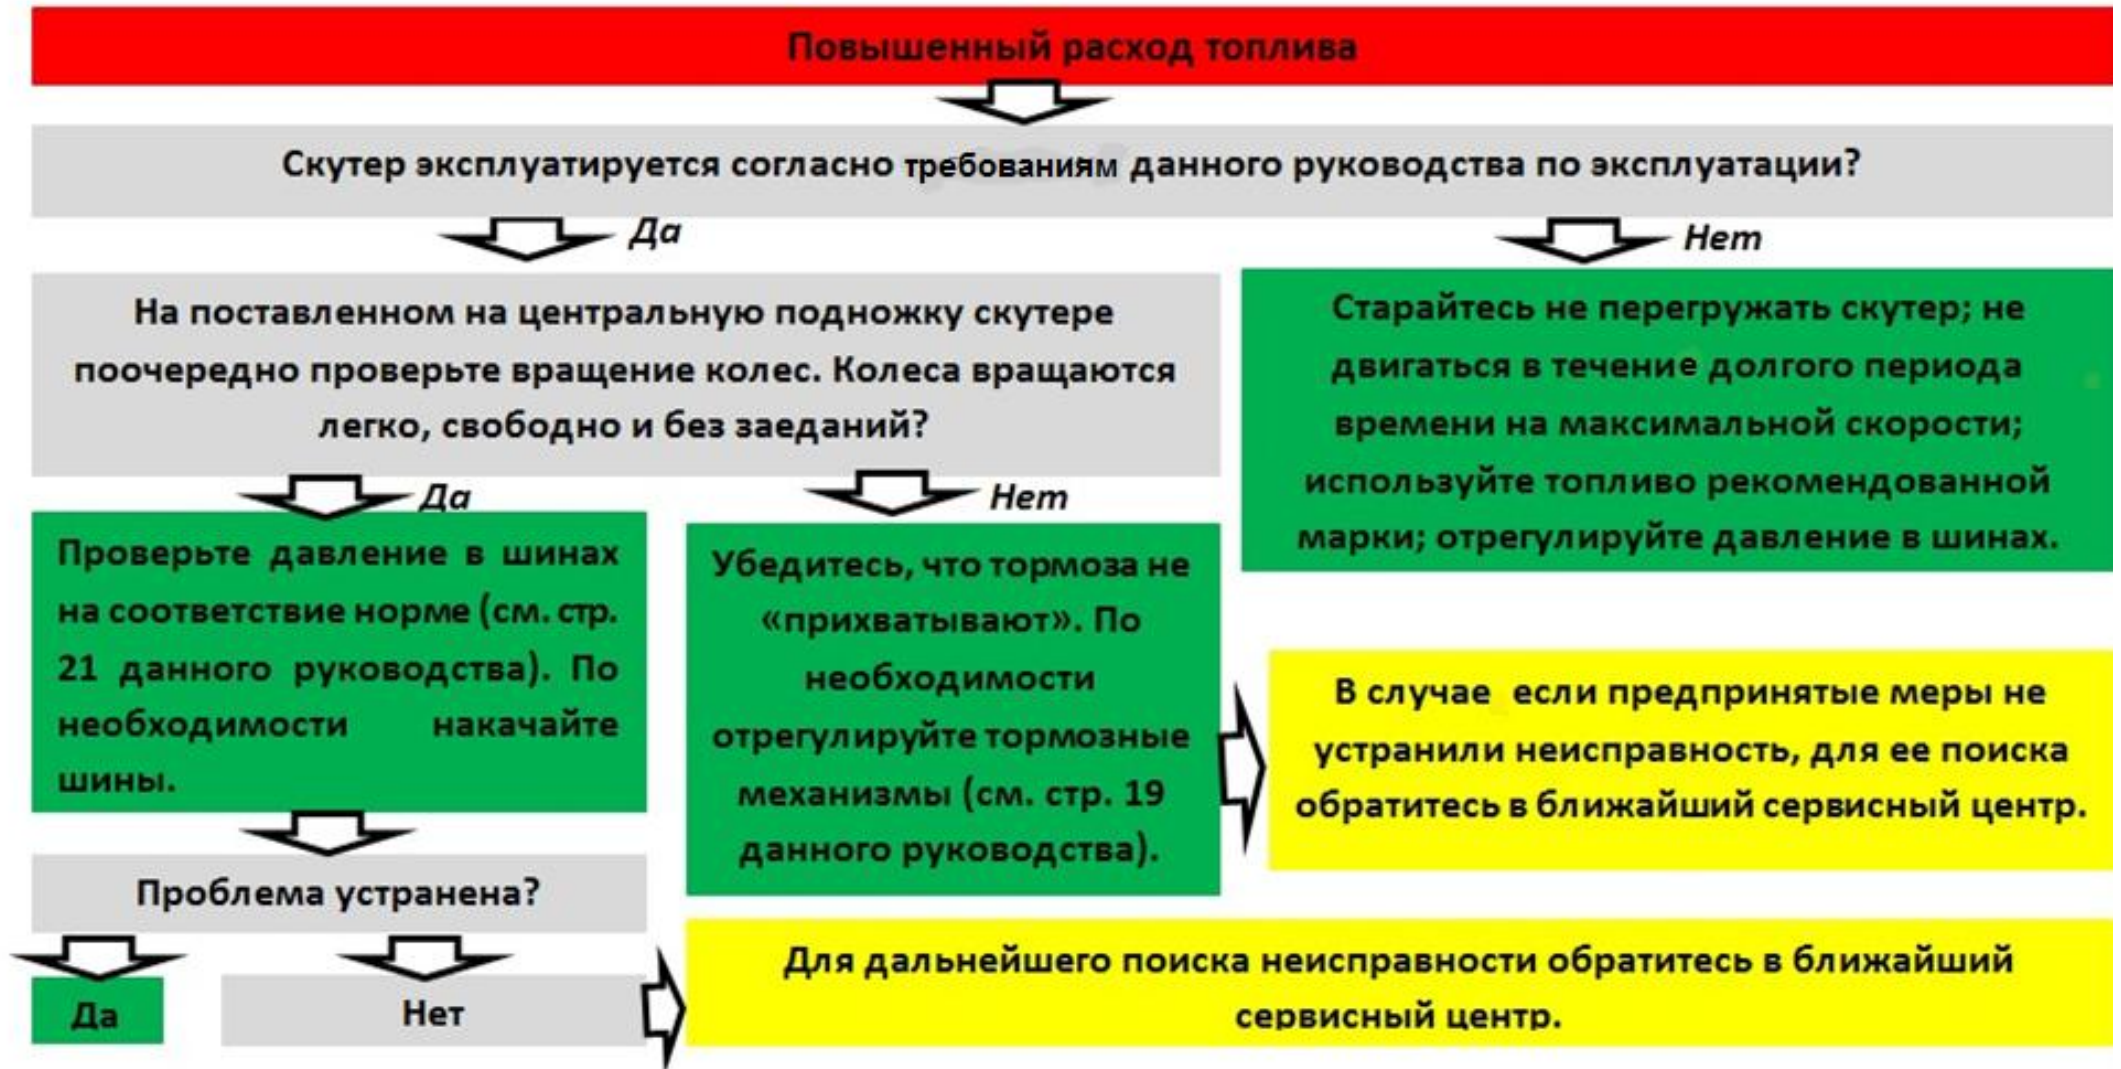 Повышенный расход топлива
Скутер эксплуатируется согласно требованиям данного руководства по эксплуатации?
Да
Нет
На поставленном на центральную подножку скутере
поочередно проверьте вращение колес. Колеса вращаются
легко, свободно и без заеданий?
Старайтесь не перегружать скутер; не
двигаться в течение долгого периода
времени на максимальной скорости;
используйте топливо рекомендованной
марки; отрегулируйте давление в шинах.
Да
Нет
Проверьте давление в шинах
на соответствие норме (см. стр.
21 данного руководства). По
необходимости накачайте
шины.
Убедитесь, что тормоза не
«прихватывают». По
необходимости
отрегулируйте тормозные
механизмы (см. стр. 19
данного руководства).
В случае если предпринятые меры не
устранили неисправность, для ее поиска
обратитесь в ближайший сервисный центр.
Проблема устранена?
Да
Нет
Для дальнейшего поиска неисправности обратитесь в ближайший
сервисный центр.